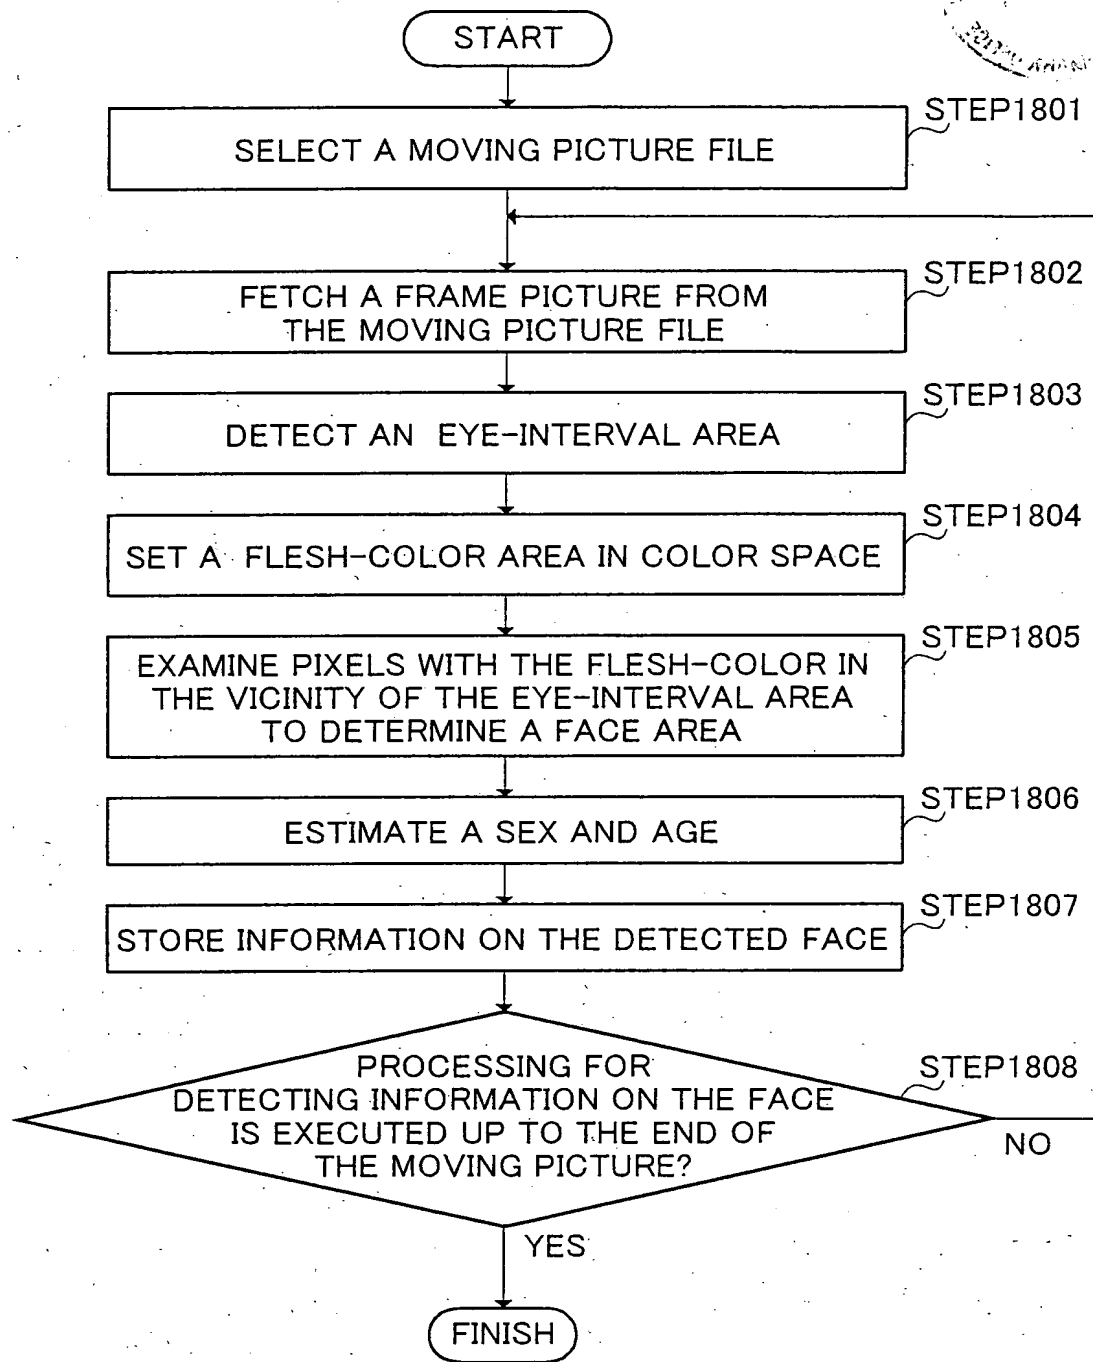 START
STEP1801
SELECT A MOVING PICTURE FILE
STEP1802
FETCH A FRAME PICTURE FROM
THE MOVING PICTURE FILE
STEP1803
DETECT AN EYE-INTERVAL AREA
STEP1804
SET A FLESH-COLOR AREA IN COLOR SPACE
STEP1805
EXAMINE PIXELS WITH THE FLESH-COLOR IN
THE VICINITY OF THE EYE-INTERVAL AREA
TO DETERMINE A FACE AREA
STEP1806
ESTIMATE A SEX AND AGE
STEP1807
STORE INFORMATION ON THE DETECTED FACE
STEP1808
PROCESSING FOR
DETECTING INFORMATION ON THE FACE
IS EXECUTED UP TO THE END OF
THE MOVING PICTURE?
NO
YES
FINISH